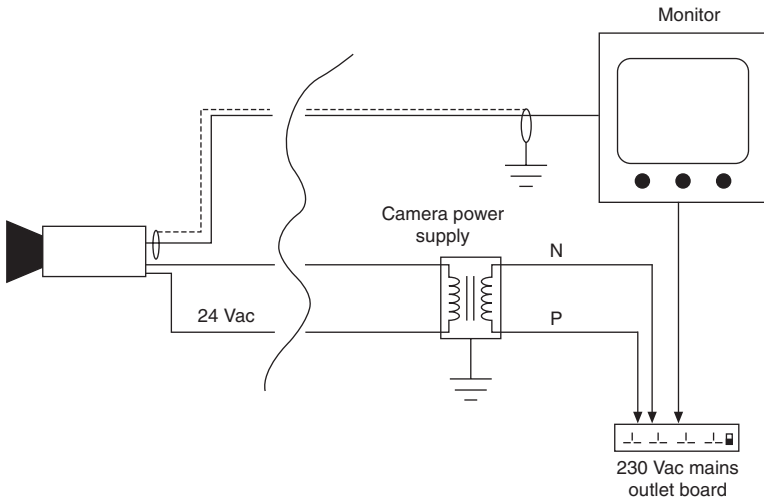 Monitor
Camera power
supply
N
24 Vac
P
230 Vac mains
outlet board